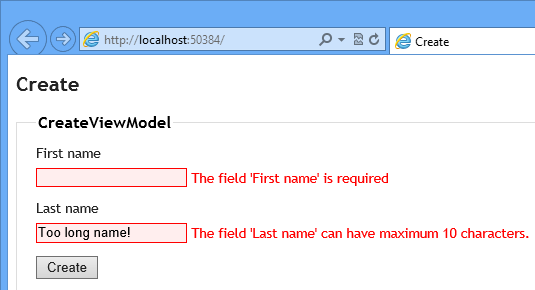 http://localhost:50384/
Create
Create
CreateViewModel
First name
The field 'First name' is required
Last name
Too long name! The field 'Last name' can have maximum 10 characters.
Create